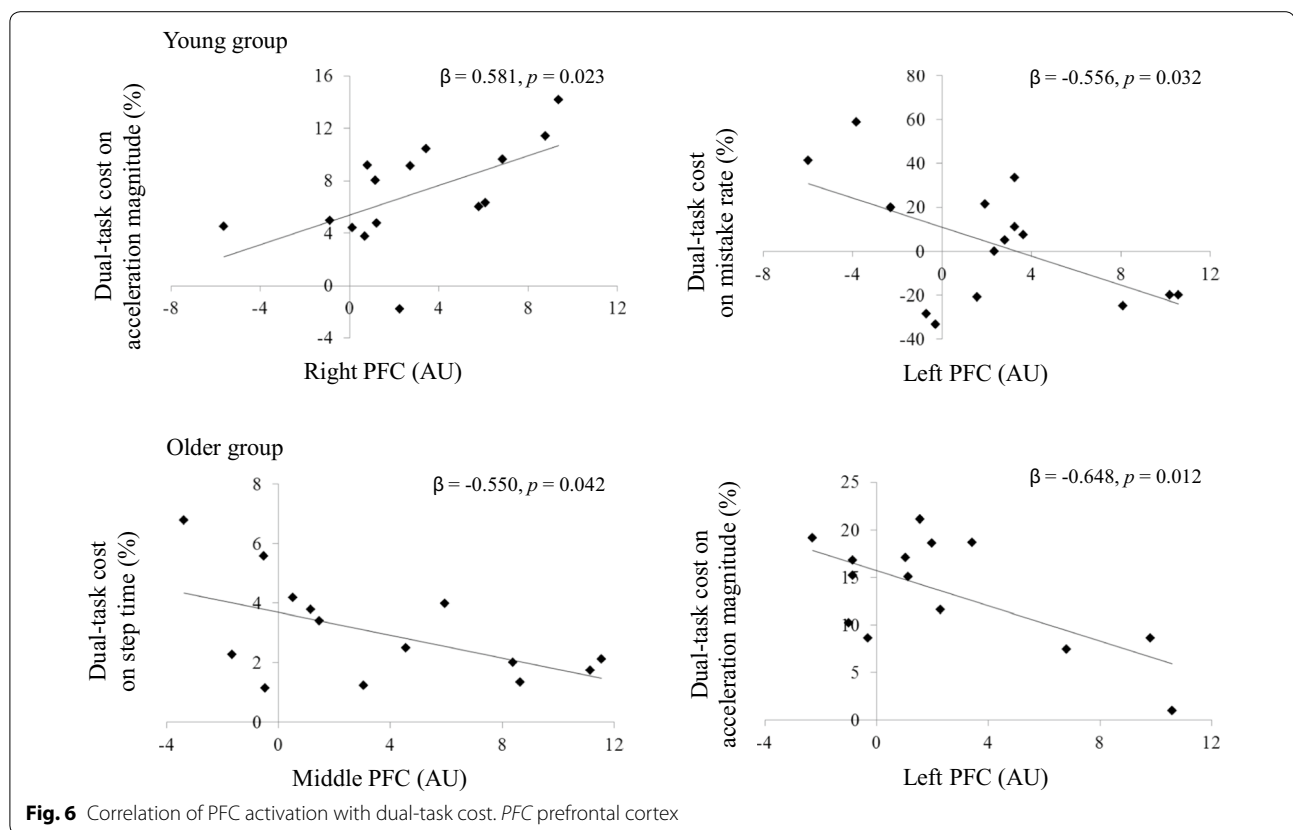 Young group
β = 0.581, p = 0.023
Dual-task cost on
acceleration magnitude (%)
16
12
8
4
0
-4
-8
-4
0
4
8
12
Right PFC (AU)
β = -0.556, p = 0.032
Dual-task cost
on mistake rate (%)
80
60
40
20
0
-20
-40
-8
-4
0
4
8
12
Left PFC (AU)
Older group
β = -0.550, p = 0.042
Dual-task cost
on step time (%)
8
6
4
2
0
-4
0
4
8
12
Middle PFC (AU)
β = -0.648, p = 0.012
Dual-task cost on
acceleration magnitude (%)
25
20
15
10
5
0
-4
0
4
8
12
Left PFC (AU)
Fig. 6 Correlation of PFC activation with dual-task cost. PFC prefrontal cortex